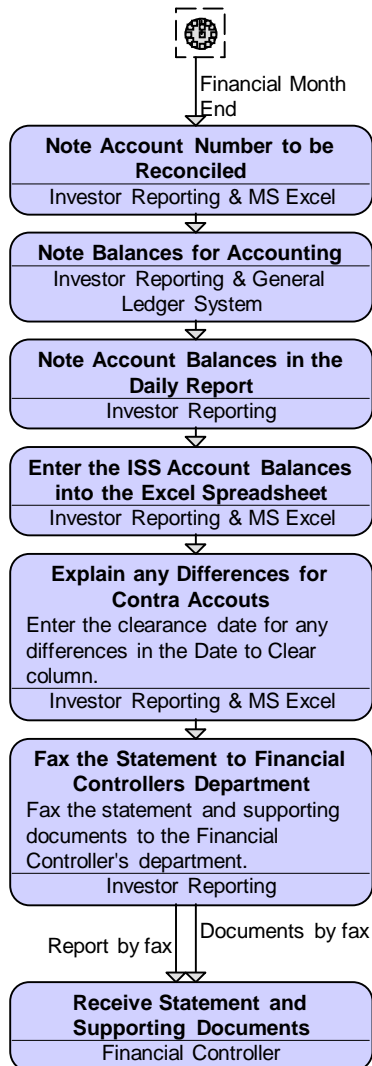 Financial Month
End
Note Account Number to be
Reconciled
Investor Reporting & MS Excel
Note Balances for Accounting
Investor Reporting & General
Ledger System
Note Account Balances in the
Daily Report
Investor Reporting
Enter the ISS Account Balances
into the Excel Spreadsheet
Investor Reporting & MS Excel
Explain any Differences for
Contra Accouts
Enter the clearance date for any
differences in the Date to Clear
column.
Investor Reporting & MS Excel
Fax the Statement to Financial
Controllers Department
Fax the statement and supporting
documents to the Financial
Controller's department.
Investor Reporting
Report by fax
Documents by fax
Receive Statement and
Supporting Documents
Financial Controller